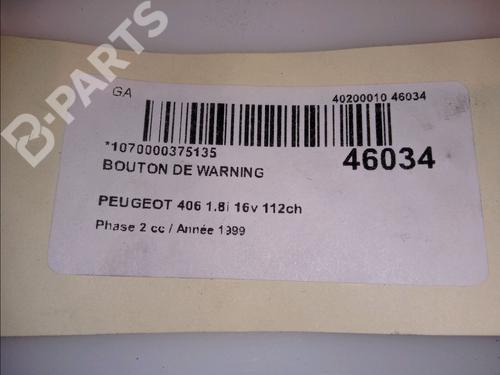 B-PARTS
GA
40200010 46034
*1070000375135
46034
BOUTON DE WARNING
PEUGEOT 406 1.8i 16v 112ch
Phase 2 cc / Année 1999